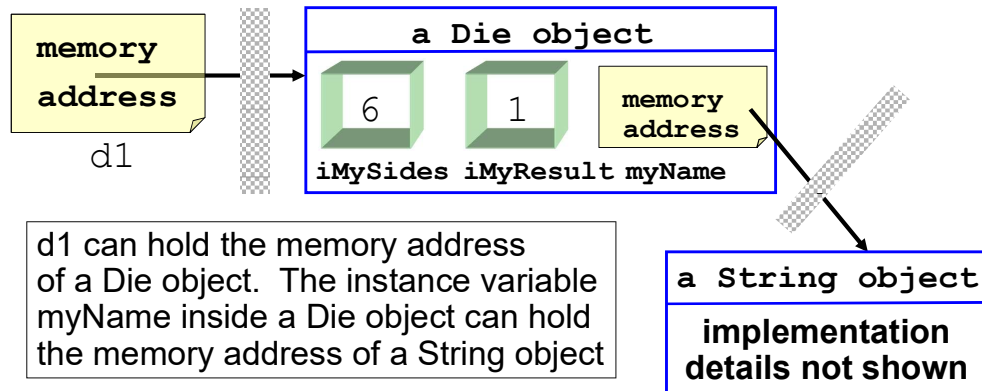 memory
address
d1
a Die object
6
1
memory
address
iMySides iMyResult myName
d1 can hold the memory address
of a Die object. The instance variable
myName inside a Die object can hold
the memory address of a String object
a String object
implementation
details not shown